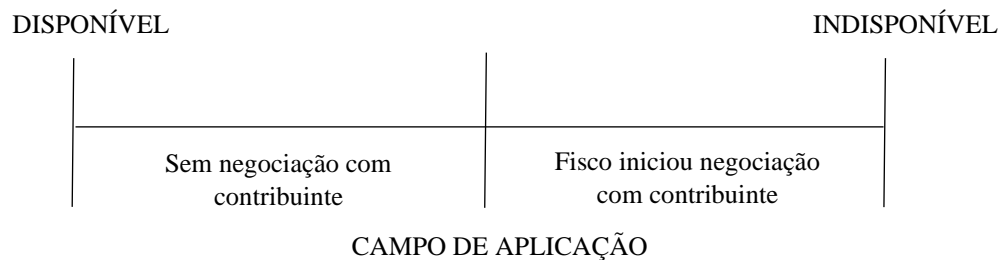 DISPONÍVEL
INDISPONÍVEL
Sem negociação com
contribuinte
Fisco iniciou negociação
com contribuinte
CAMPO DE APLICAÇÃO